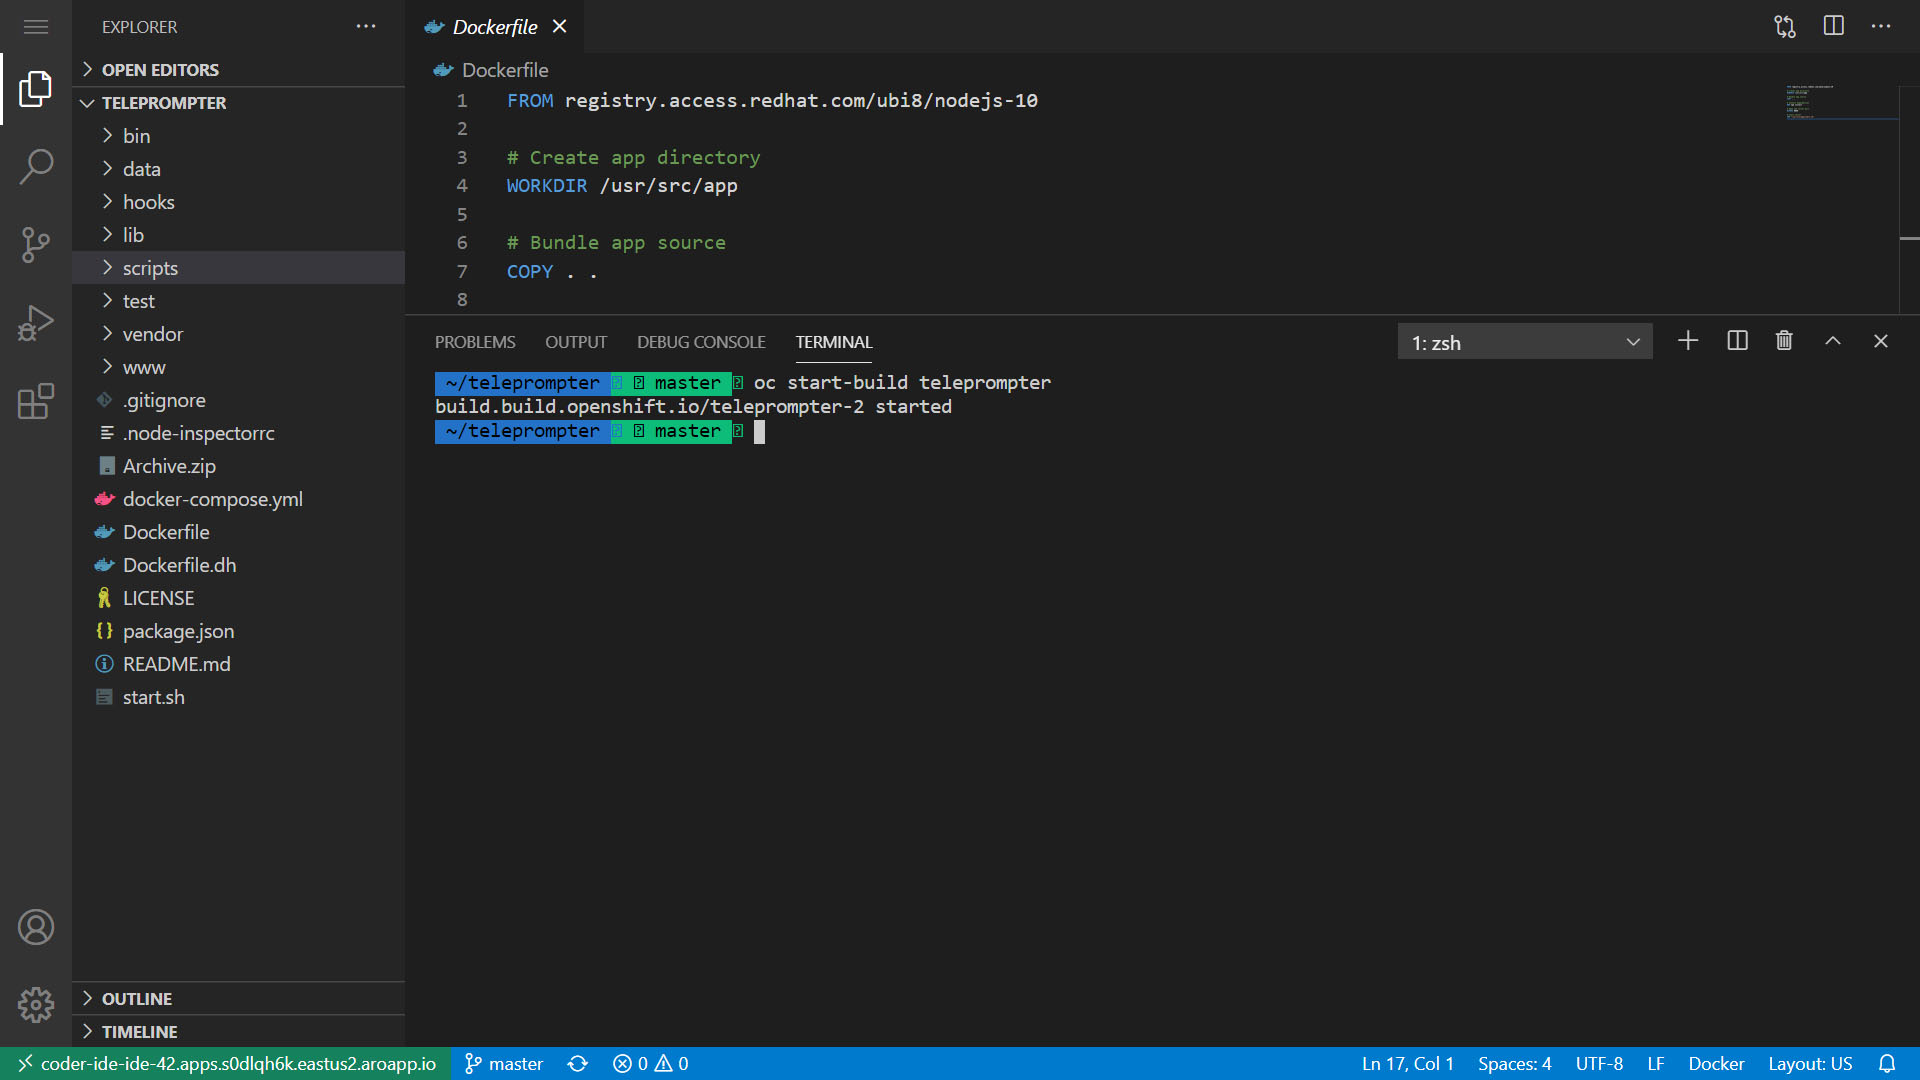 EXPLORER
OPEN EDITORS
TELEPROMPTER
bin
data
hooks
lib
scripts
test
vendor
www
.gitignore
.node-inspectorrc
Archive.zip
docker-compose.yml
Dockerfile
Dockerfile.dh
LICENSE
package.json
README.md
start.sh
OUTLINE
TIMELINE
Dockerfile
Dockerfile
1 FROM registry.access.redhat.com/ubi8/nodejs-10
2
3 # Create app directory
4 WORKDIR /usr/src/app
5
6 # Bundle app source
7 COPY . .
8
PROBLEMS OUTPUT DEBUG CONSOLE TERMINAL 1: zsh
~/teleprompter master oc start-build teleprompter
build.build.openshift.io/teleprompter-2 started
~/teleprompter master
coder-ide-ide-42.apps.s0dlqh6k.eastus2.aroapp.io master 0 0 Ln 17, Col 1 Spaces: 4 UTF-8 LF Docker Layout: US